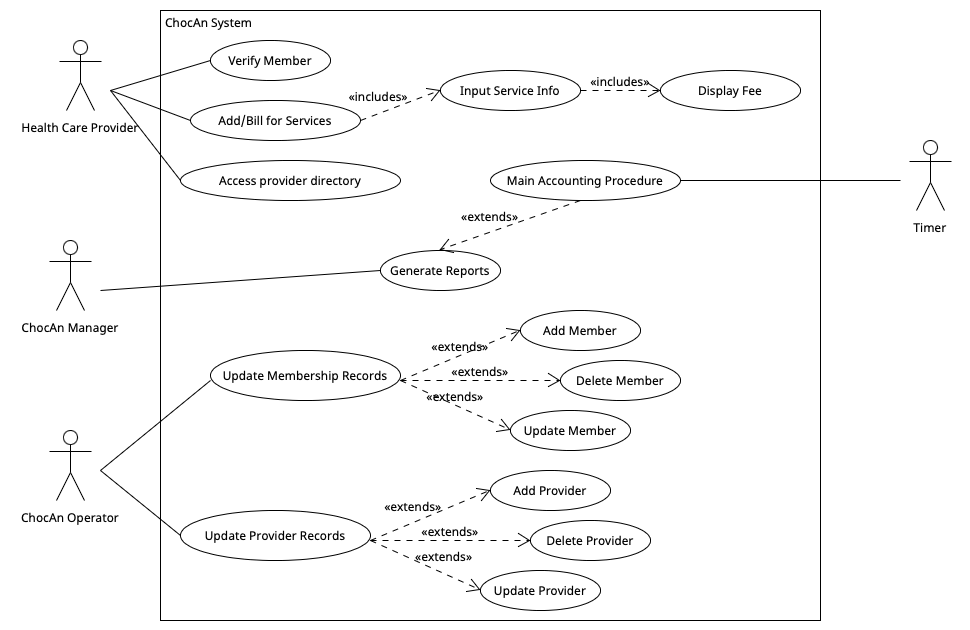 ChocAn System
Verify Member
Health Care Provider
Add/Bill for Services
«includes»
Input Service Info
«includes»
Display Fee
Access provider directory
Main Accounting Procedure
Timer
«extends»
Generate Reports
ChocAn Manager
Update Membership Records
«extends»
Add Member
«extends»
Delete Member
«extends»
Update Member
ChocAn Operator
Update Provider Records
«extends»
Add Provider
«extends»
Delete Provider
«extends»
Update Provider